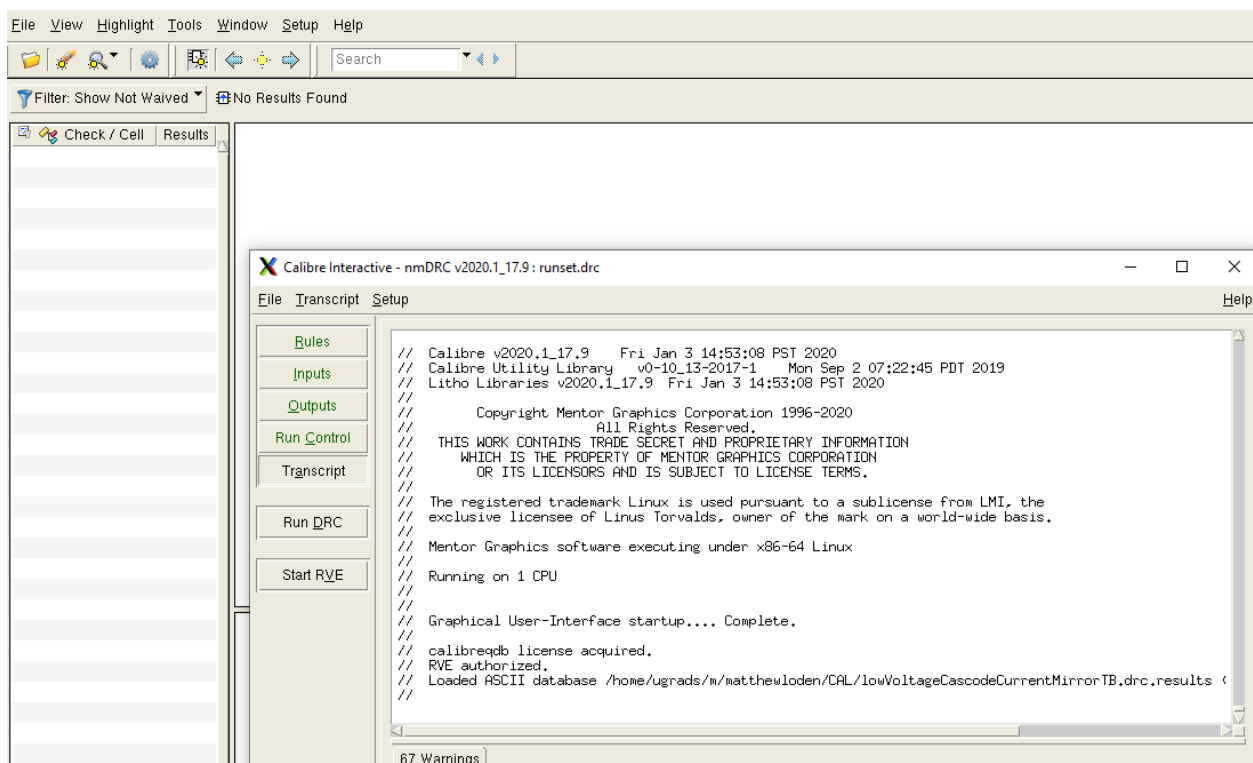 File View Highlight Tools Window Setup Help
Search
Filter: Show Not Waived No Results Found
Check / Cell Results
Calibre Interactive - nmDRC v2020.1_17.9 : runset.drc
File Transcript Setup Help
Rules
Inputs
Outputs
Run Control
Transcript
Run DRC
Start RVE
// Calibre v2020.1_17.9 Fri Jan 3 14:53:08 PST 2020
// Calibre Utility Library v0-10_13-2017-1 Mon Sep 2 07:22:45 PDT 2019
// Litho Libraries v2020.1_17.9 Fri Jan 3 14:53:08 PST 2020
//
// Copyright Mentor Graphics Corporation 1996-2020
// All Rights Reserved.
// THIS WORK CONTAINS TRADE SECRET AND PROPRIETARY INFORMATION
// WHICH IS THE PROPERTY OF MENTOR GRAPHICS CORPORATION
// OR ITS LICENSORS AND IS SUBJECT TO LICENSE TERMS.
//
// The registered trademark Linux is used pursuant to a sublicense from LMI, the
// exclusive licensee of Linus Torvalds, owner of the mark on a world-wide basis.
//
// Mentor Graphics software executing under x86-64 Linux
//
// Running on 1 CPU
//
//
// Graphical User-Interface startup.... Complete.
//
// calibreqdb license acquired.
// RVE authorized.
// Loaded ASCII database /home/ugrads/m/matthewloden/CAL/lowVoltageCascodeCurrentMirrorTB.drc.results (
//
67 Warnings